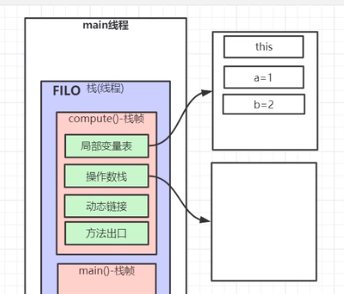 main线程
FILO 栈(线程)
compute()-栈帧
局部变量表
操作数栈
动态链接
方法出口
main()-栈帧
this
a=1
b=2